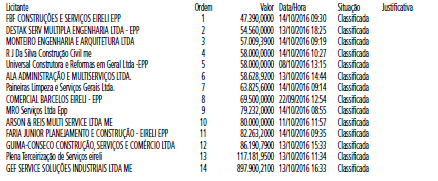 Licitante Ordem Valor Data/Hora Situação Justificativa
FBF CONSTRUÇÕES E SERVIÇOS EIRELI EPP 1 47.390,0000 14/10/2016 09:30 Classificada
DESTAK SERV MULTIPLA ENGENHARIA LTDA - EPP 2 54.560,0000 13/10/2016 18:25 Classificada
MONTEIRO ENGENHARIA E ARQUITETURA LTDA 3 57.009,3900 14/10/2016 09:19 Classificada
R J Da Silva Construção Civil me 4 58.000,0000 14/10/2016 10:27 Classificada
Universal Construtora e Reformas em Geral Ltda -EPP 5 58.000,0000 08/10/2016 13:15 Classificada
ALA ADMINISTRAÇÃO E MULTISERVIÇOS LTDA. 6 58.628,9200 13/10/2016 14:44 Classificada
Paineiras Limpeza e Serviços Gerais Ltda. 7 63.825,6000 14/10/2016 09:14 Classificada
COMERCIAL BARCELOS EIRELI - EPP 8 69.500,0000 22/09/2016 12:54 Classificada
MRO Serviços Ltda Epp 9 79.232,0000 14/10/2016 08:55 Classificada
ARSON & REIS MULTI SERVICE LTDA ME 10 80.000,0000 11/10/2016 11:57 Classificada
FARIA JUNIOR PLANEJAMENTO E CONSTRUÇÃO - EIRELI EPP 11 82.263,2000 14/10/2016 09:35 Classificada
GUIMA-CONSECO CONSTRUÇÃO, SERVIÇOS E COMÉRCIO LTDA 12 86.190,7900 13/10/2016 15:33 Classificada
Plena Terceirização de Serviços eireli 13 117.181,9500 13/10/2016 11:34 Classificada
GEF SERVICE SOLUÇÕES INDUSTRIAIS LTDA ME 14 897.900,2100 13/10/2016 16:33 Classificada